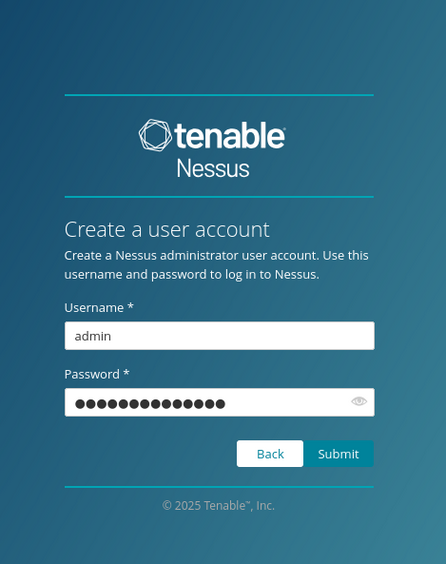 tenable
Nessus
Create a user account
Create a Nessus administrator user account. Use this
username and password to log in to Nessus.
Username *
admin
Password *
●●●●●●●●●●●●●●
Back
Submit
© 2025 Tenable™, Inc.